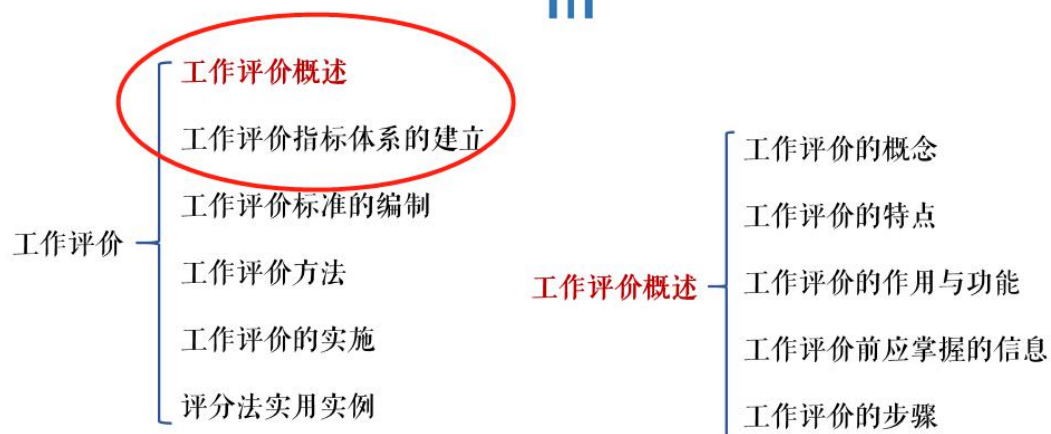 工作评价
工作评价概述
工作评价指标体系的建立
工作评价标准的编制
工作评价方法
工作评价的实施
评分法实用实例
工作评价概述
工作评价的概念
工作评价的特点
工作评价的作用与功能
工作评价前应掌握的信息
工作评价的步骤